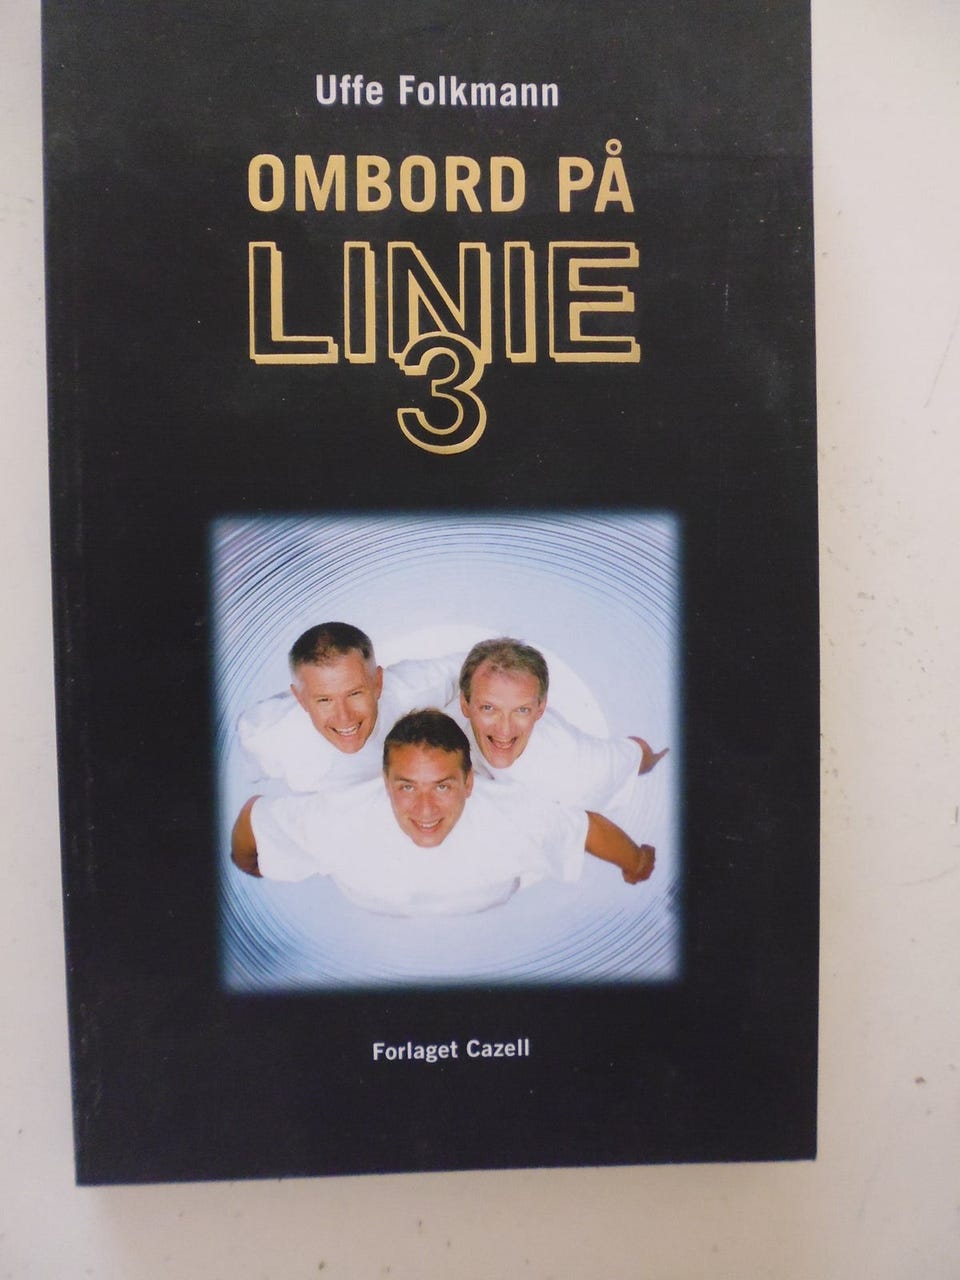 Uffe Folkmann
OMBORD PÅ
LINIE
3
Forlaget Cazell